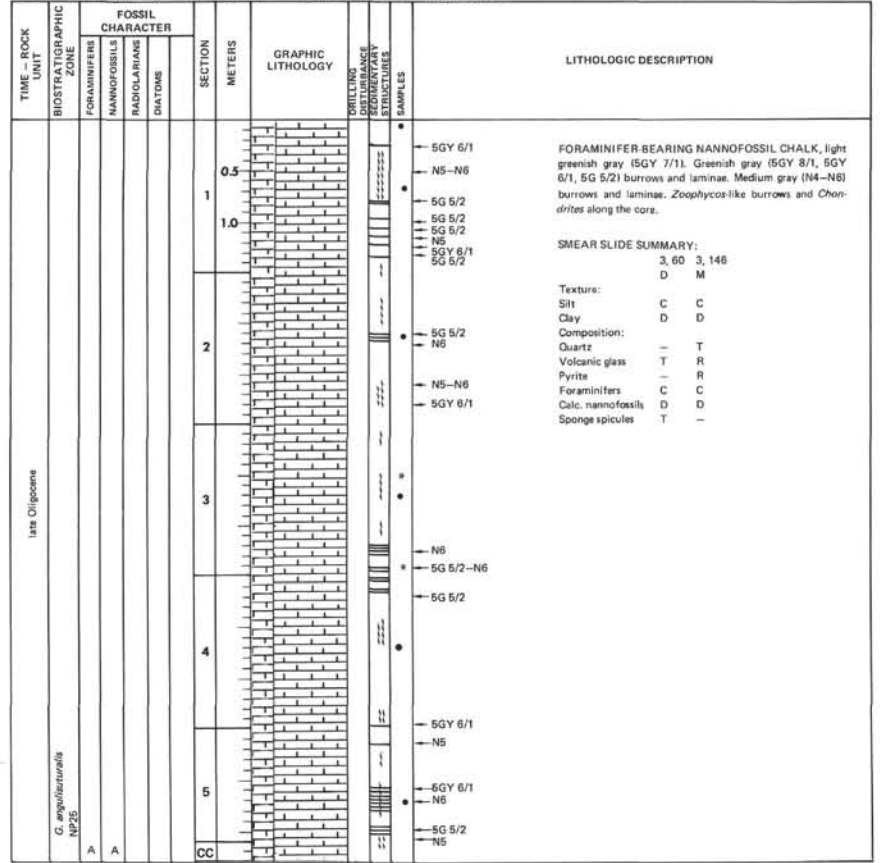 TIME – ROCK UNIT
BIOSTRATIGRAPHIC ZONE
FOSSIL CHARACTER
FORAMINIFERS
NANNOFOSSILS
RADIOLARIANS
DIATOMS
SECTION
METERS
GRAPHIC LITHOLOGY
DRILLING DISTURBANCE
SEDIMENTARY STRUCTURES
SAMPLES
LITHOLOGIC DESCRIPTION
late Oligocene
G. angulisuturalis
NP25
A A
1
0.5
1.0
2
3
4
5
CC
5GY 6/1
N5–N6
5G 5/2
5G 5/2
5G 5/2
N5
5GY 6/1
5G 5/2
5G 5/2
N6
N5–N6
5GY 6/1
N6
5G 5/2–N6
5G 5/2
5GY 6/1
N5
5GY 6/1
N6
5G 5/2
N5
FORAMINIFER-BEARING NANNOFOSSIL CHALK, light
greenish gray (5GY 7/1). Greenish gray (5GY 8/1, 5GY
6/1, 5G 5/2) burrows and laminae. Medium gray (N4–N6)
burrows and laminae. Zoophycos-like burrows and Chon-
drites along the core.
SMEAR SLIDE SUMMARY:
3, 60 3, 146
D M
Texture:
Silt C C
Clay D D
Composition:
Quartz – T
Volcanic glass T R
Pyrite – R
Foraminifers C C
Calc. nannofossils D D
Sponge spicules T –